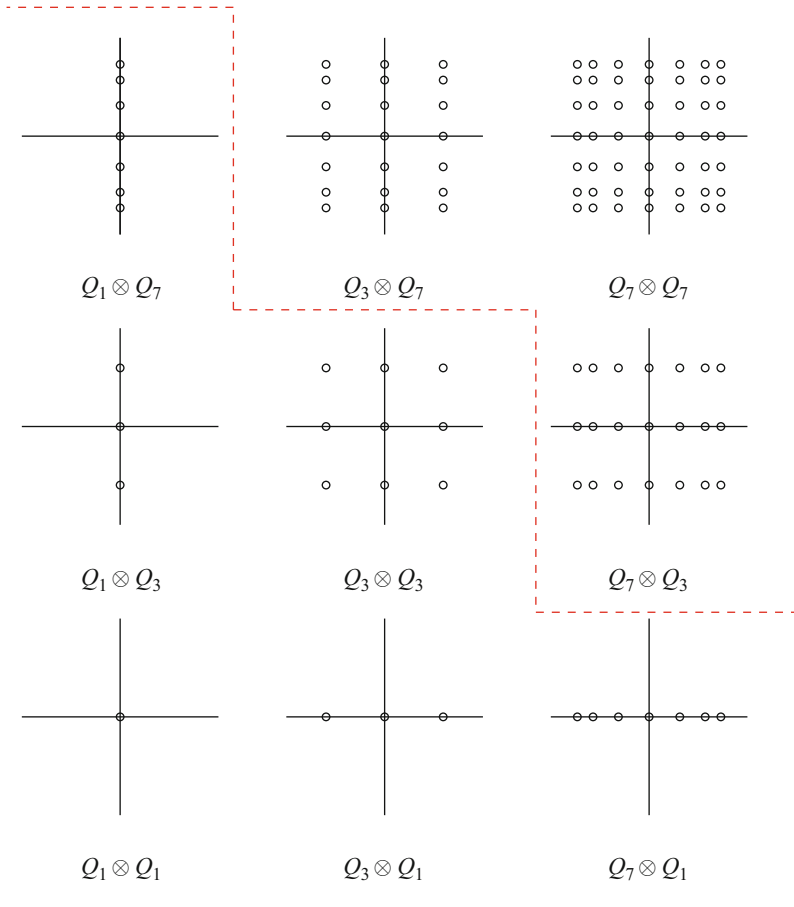 Q₁ ⊗ Q₇ Q₃ ⊗ Q₇ Q₇ ⊗ Q₇
Q₁ ⊗ Q₃ Q₃ ⊗ Q₃ Q₇ ⊗ Q₃
Q₁ ⊗ Q₁ Q₃ ⊗ Q₁ Q₇ ⊗ Q₁